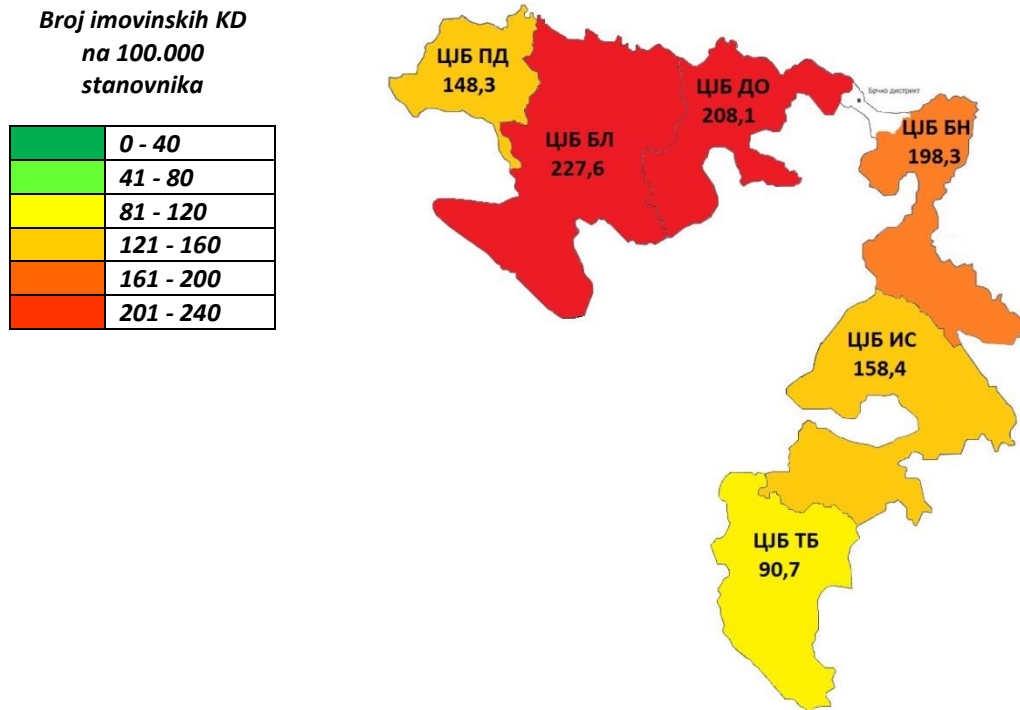 Broj imovinskih KD
na 100.000
stanovnika
0 - 40
41 - 80
81 - 120
121 - 160
161 - 200
201 - 240
ЦЈБ ПД
148,3
ЦЈБ БЛ
227,6
ЦЈБ ДО
208,1
Брчко дистрикт
ЦЈБ БН
198,3
ЦЈБ ИС
158,4
ЦЈБ ТБ
90,7